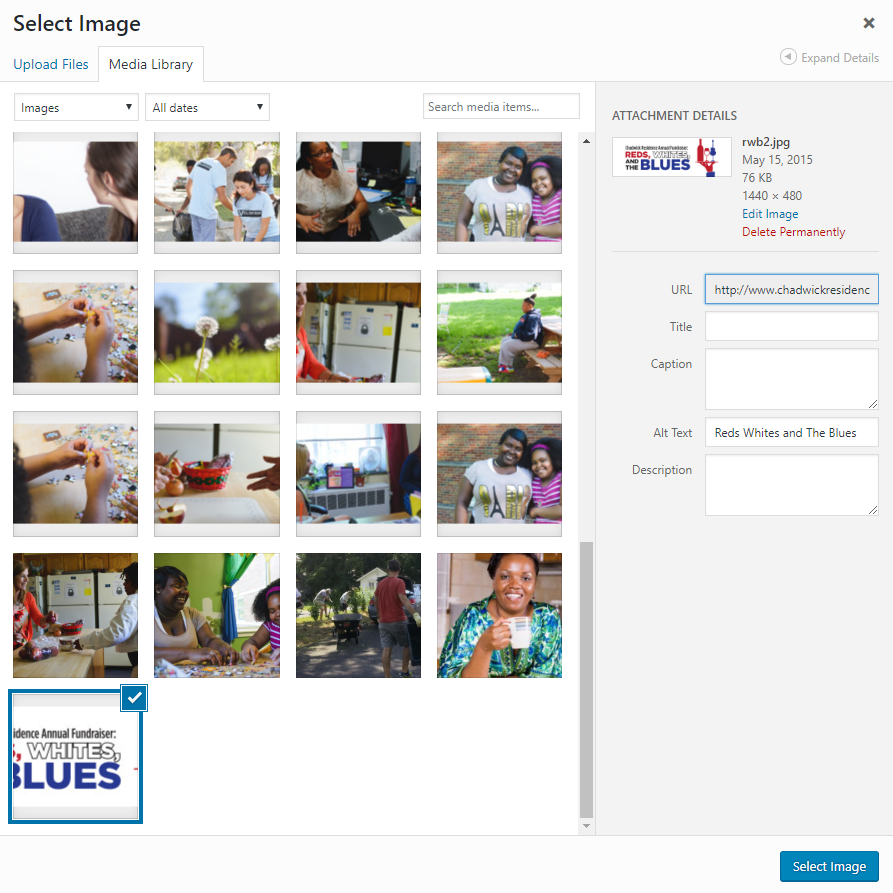 Select Image
Upload Files
Media Library
Expand Details
Images
All dates
Search media items...
ATTACHMENT DETAILS
Chadwick Residence Annual Fundraiser:
REDS, WHITES,
AND THE BLUES
rwb2.jpg
May 15, 2015
76 KB
1440 × 480
Edit Image
Delete Permanently
URL
http://www.chadwickresidenc
Title
Caption
Alt Text
Reds Whites and The Blues
Description
idence Annual Fundraiser:
S, WHITES,
BLUES
Select Image